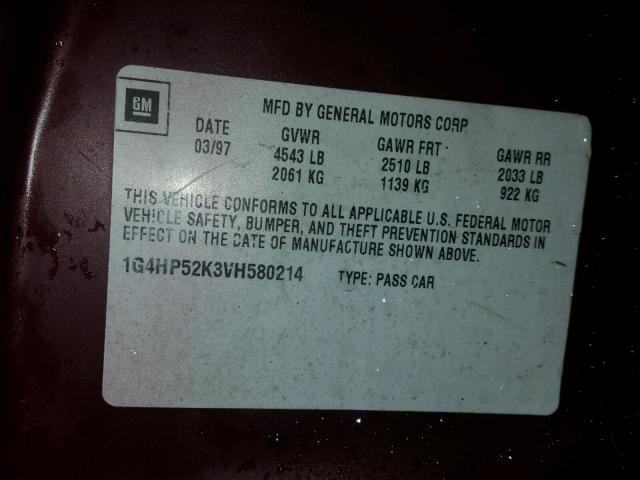 GM
MFD BY GENERAL MOTORS CORP
DATE GVWR GAWR FRT GAWR RR
03/97 4543 LB 2510 LB 2033 LB
2061 KG 1139 KG 922 KG
THIS VEHICLE CONFORMS TO ALL APPLICABLE U.S. FEDERAL MOTOR
VEHICLE SAFETY, BUMPER, AND THEFT PREVENTION STANDARDS IN
EFFECT ON THE DATE OF MANUFACTURE SHOWN ABOVE.
1G4HP52K3VH580214 TYPE: PASS CAR